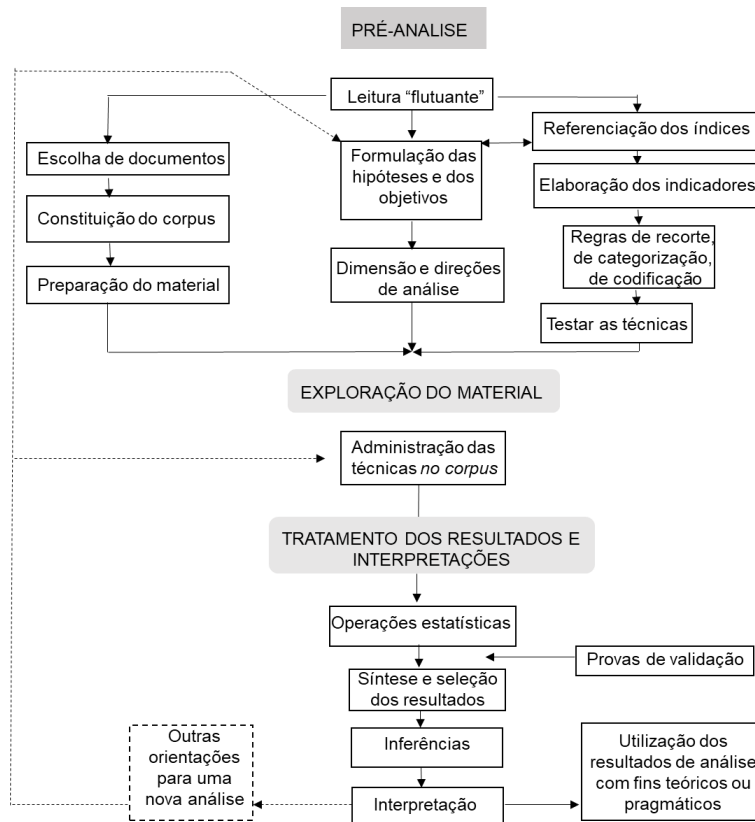 PRÉ-ANALISE
Leitura “flutuante”
Escolha de documentos
Constituição do corpus
Preparação do material
Formulação das
hipóteses e dos
objetivos
Dimensão e direções
de análise
Referenciação dos índices
Elaboração dos indicadores
Regras de recorte,
de categorização,
de codificação
Testar as técnicas
EXPLORAÇÃO DO MATERIAL
Administração das
técnicas no corpus
TRATAMENTO DOS RESULTADOS E
INTERPRETAÇÕES
Operações estatísticas
Provas de validação
Síntese e seleção
dos resultados
Inferências
Interpretação
Outras
orientações
para uma
nova análise
Utilização dos
resultados de análise
com fins teóricos ou
pragmáticos